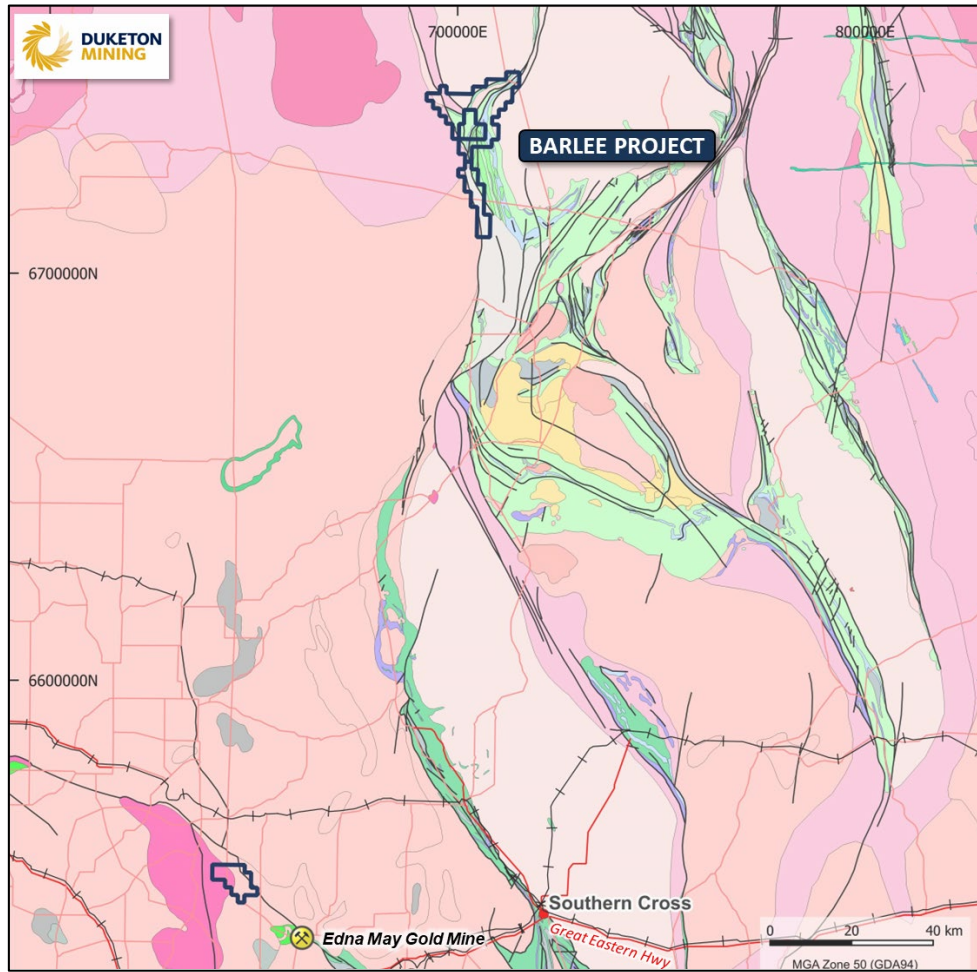 DUKETON
MINING
700000E
800000E
BARLEE PROJECT
6700000N
6600000N
Southern Cross
Great Eastern Hwy
Edna May Gold Mine
0 20 40 km
MGA Zone 50 (GDA94)